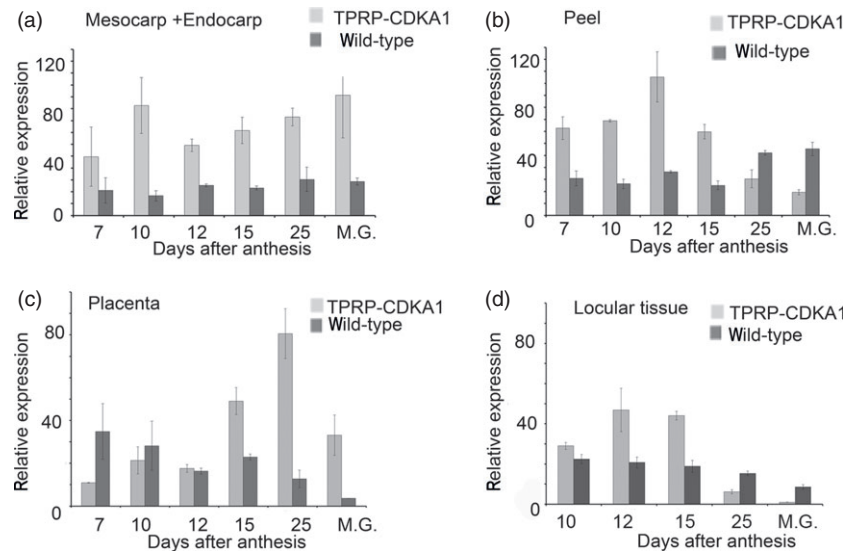 (a) Mesocarp +Endocarp
TPRP-CDKA1
Wild-type
Relative expression
120
80
40
0
7 10 12 15 25 M.G.
Days after anthesis
(b) Peel
TPRP-CDKA1
Wild-type
Relative expression
120
80
40
0
7 10 12 15 25 M.G.
Days after anthesis
(c) Placenta
TPRP-CDKA1
Wild-type
Relative expression
80
40
0
7 10 12 15 25 M.G.
Days after anthesis
(d) Locular tissue
TPRP-CDKA1
Wild-type
Relative expression
80
40
0
10 12 15 25 M.G.
Days after anthesis